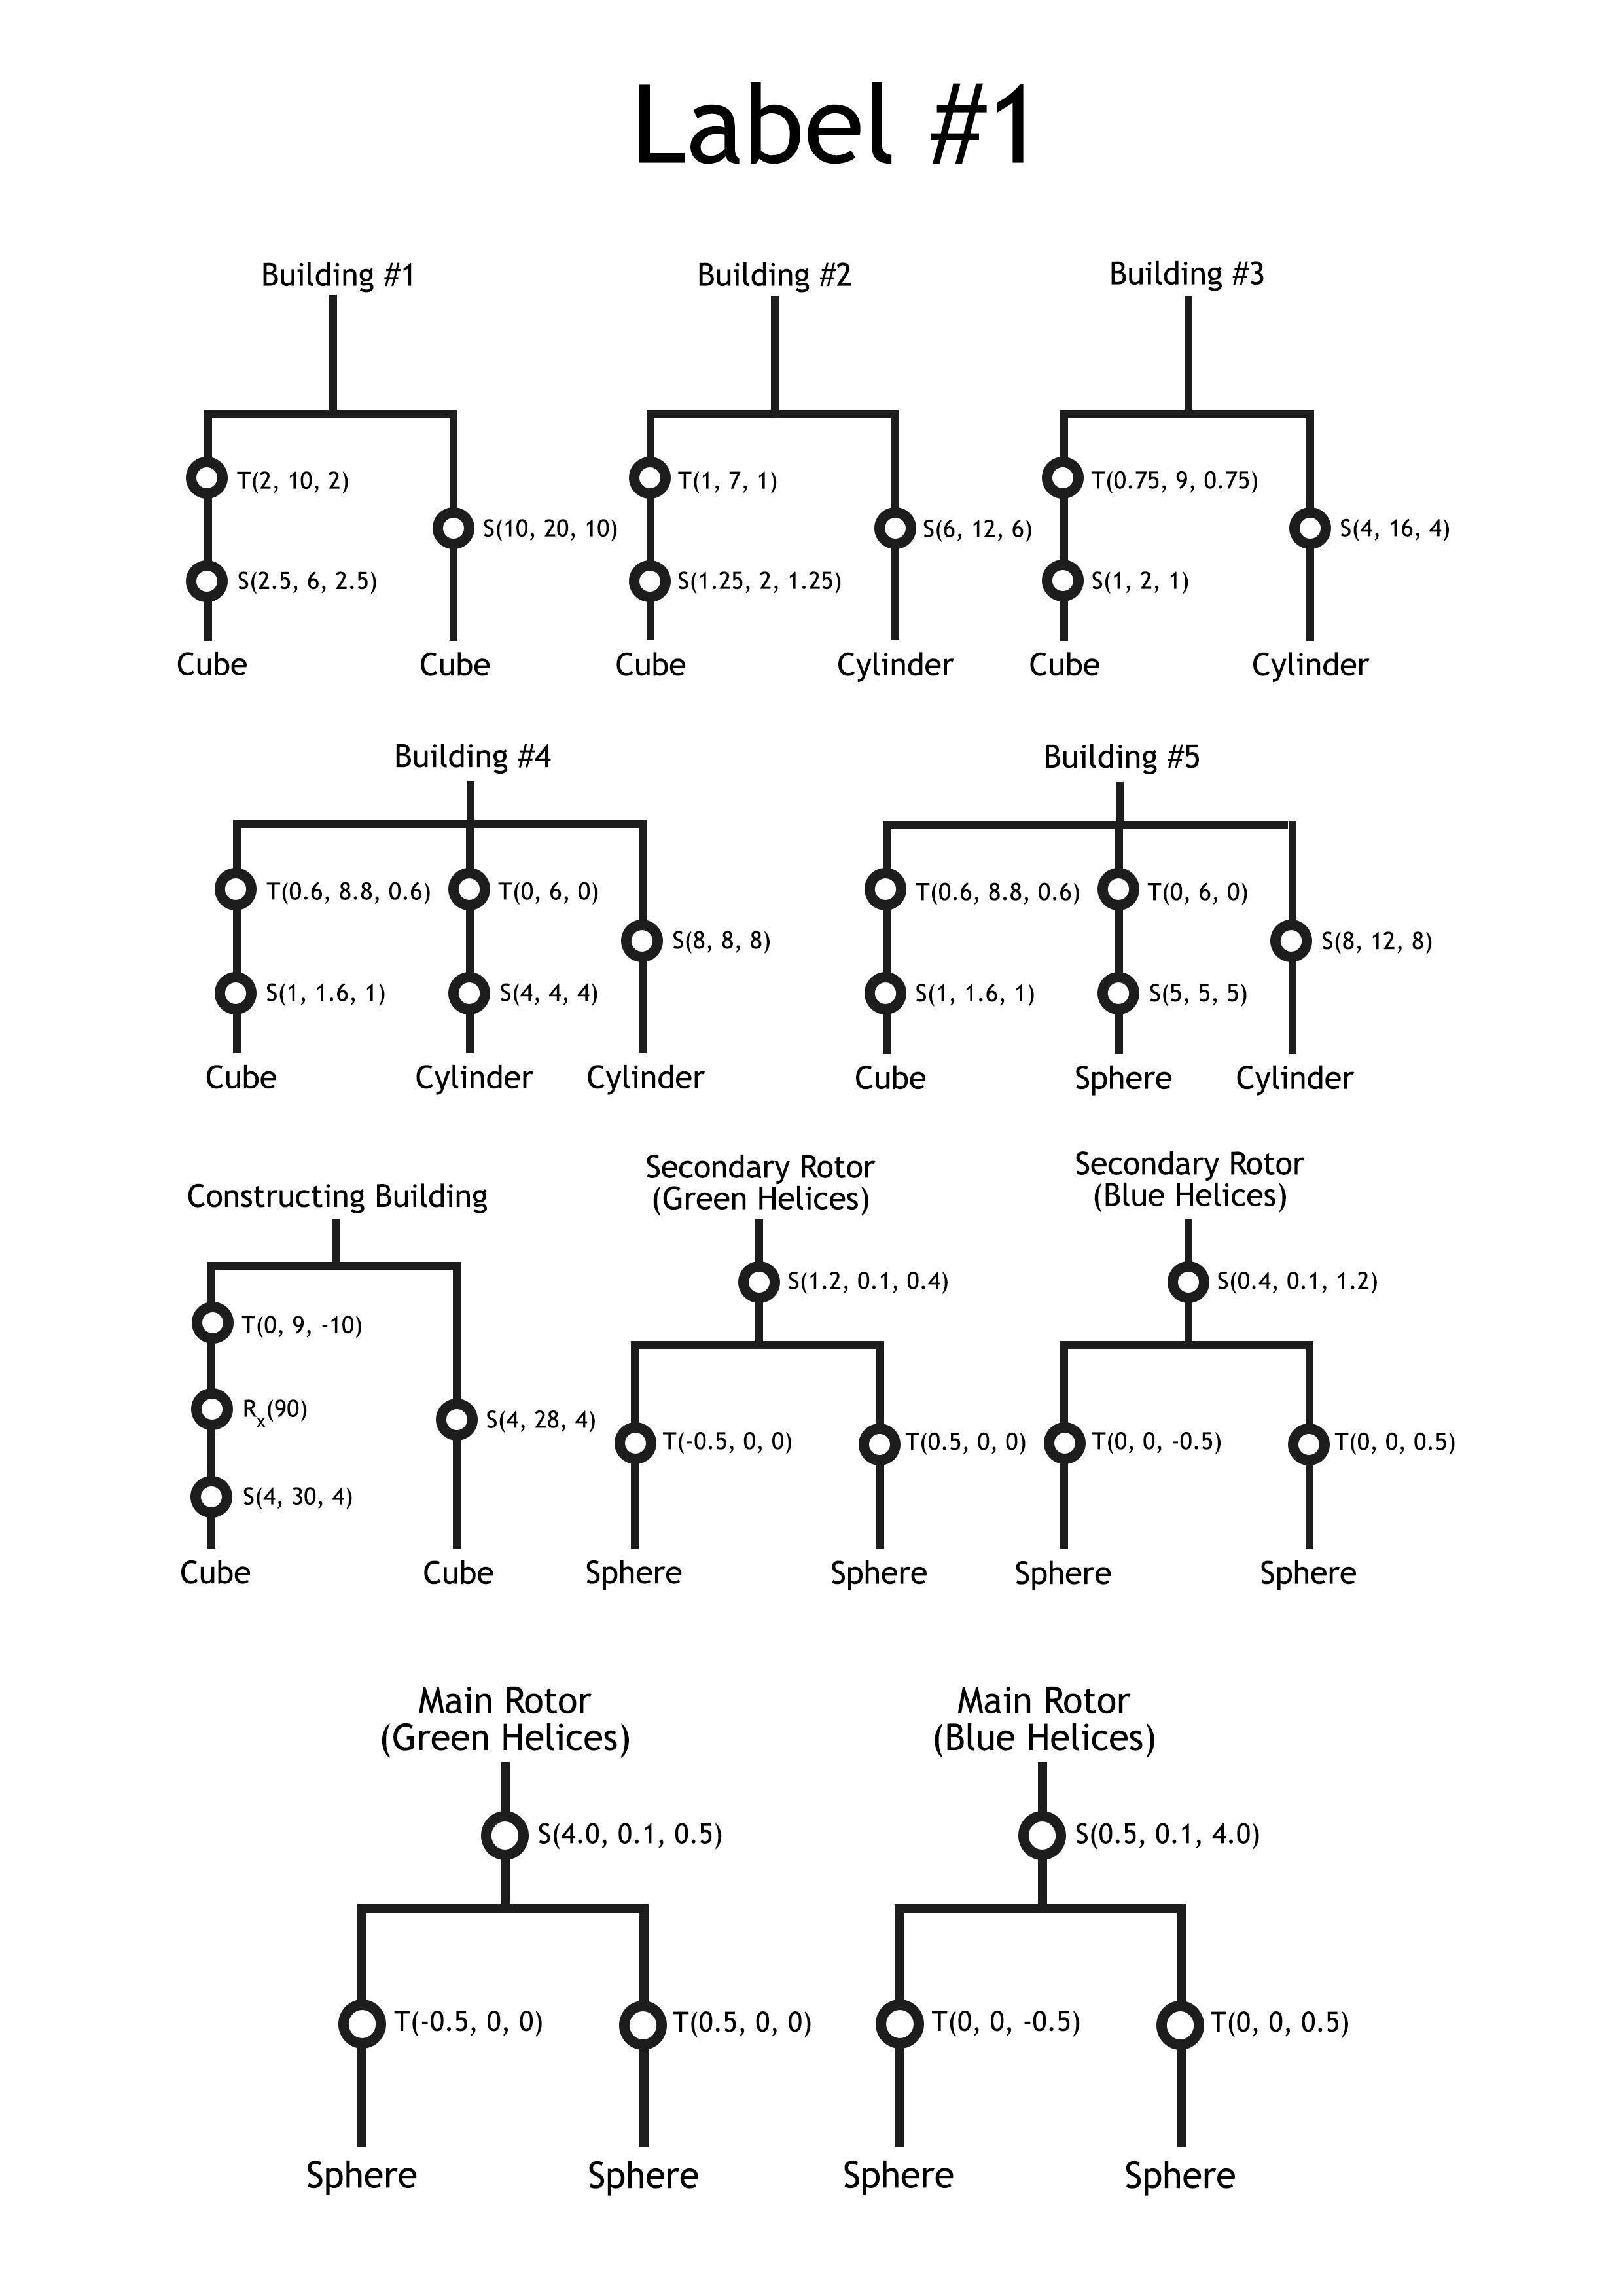 Label #1
Building #1
T(2, 10, 2)
S(10, 20, 10)
S(2.5, 6, 2.5)
Cube
Cube
Building #2
T(1, 7, 1)
S(6, 12, 6)
S(1.25, 2, 1.25)
Cube
Cylinder
Building #3
T(0.75, 9, 0.75)
S(4, 16, 4)
S(1, 2, 1)
Cube
Cylinder
Building #4
T(0.6, 8.8, 0.6)
T(0, 6, 0)
S(8, 8, 8)
S(1, 1.6, 1)
S(4, 4, 4)
Cube
Cylinder
Cylinder
Building #5
T(0.6, 8.8, 0.6)
T(0, 6, 0)
S(8, 12, 8)
S(1, 1.6, 1)
S(5, 5, 5)
Cube
Sphere
Cylinder
Constructing Building
T(0, 9, -10)
Rx(90)
S(4, 28, 4)
S(4, 30, 4)
Cube
Cube
Secondary Rotor
(Green Helices)
S(1.2, 0.1, 0.4)
T(-0.5, 0, 0)
T(0.5, 0, 0)
Sphere
Sphere
Secondary Rotor
(Blue Helices)
S(0.4, 0.1, 1.2)
T(0, 0, -0.5)
T(0, 0, 0.5)
Sphere
Sphere
Main Rotor
(Green Helices)
S(4.0, 0.1, 0.5)
T(-0.5, 0, 0)
T(0.5, 0, 0)
Sphere
Sphere
Main Rotor
(Blue Helices)
S(0.5, 0.1, 4.0)
T(0, 0, -0.5)
T(0, 0, 0.5)
Sphere
Sphere